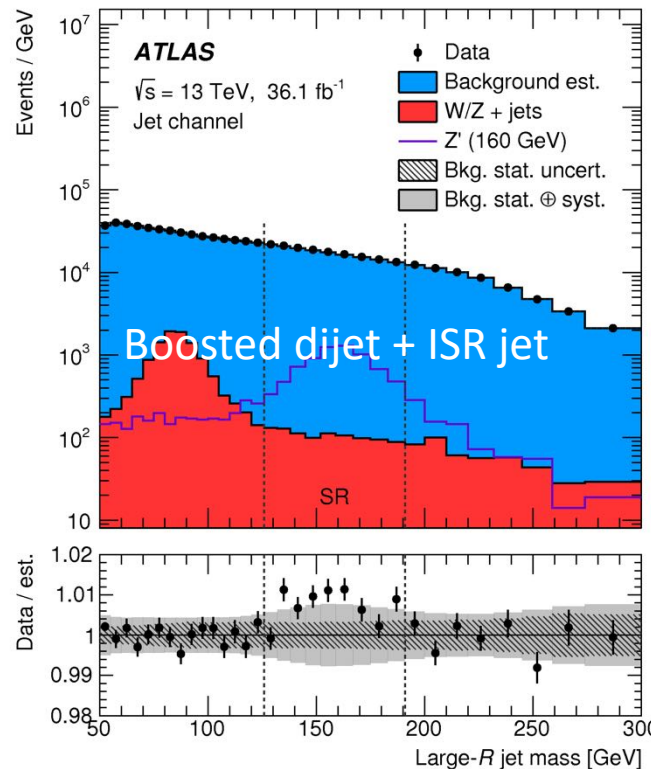 Events / GeV
10⁷
10⁶
10⁵
10⁴
10³
10²
10
ATLAS
√s = 13 TeV, 36.1 fb⁻¹
Jet channel
Data
Background est.
W/Z + jets
Z' (160 GeV)
Bkg. stat. uncert.
Bkg. stat. ⊕ syst.
Boosted dijet + ISR jet
SR
Data / est.
1.02
1.01
1
0.99
0.98
50 100 150 200 250 300
Large-R jet mass [GeV]